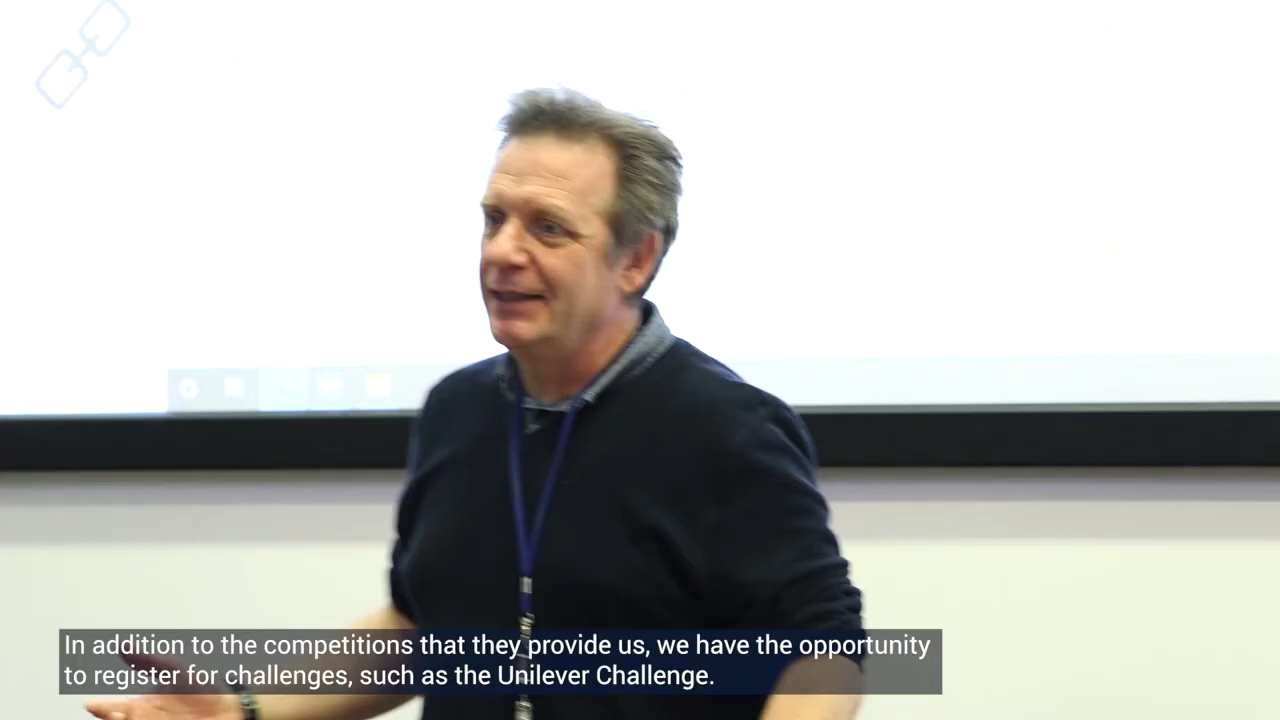 In addition to the competitions that they provide us, we have the opportunity
to register for challenges, such as the Unilever Challenge.